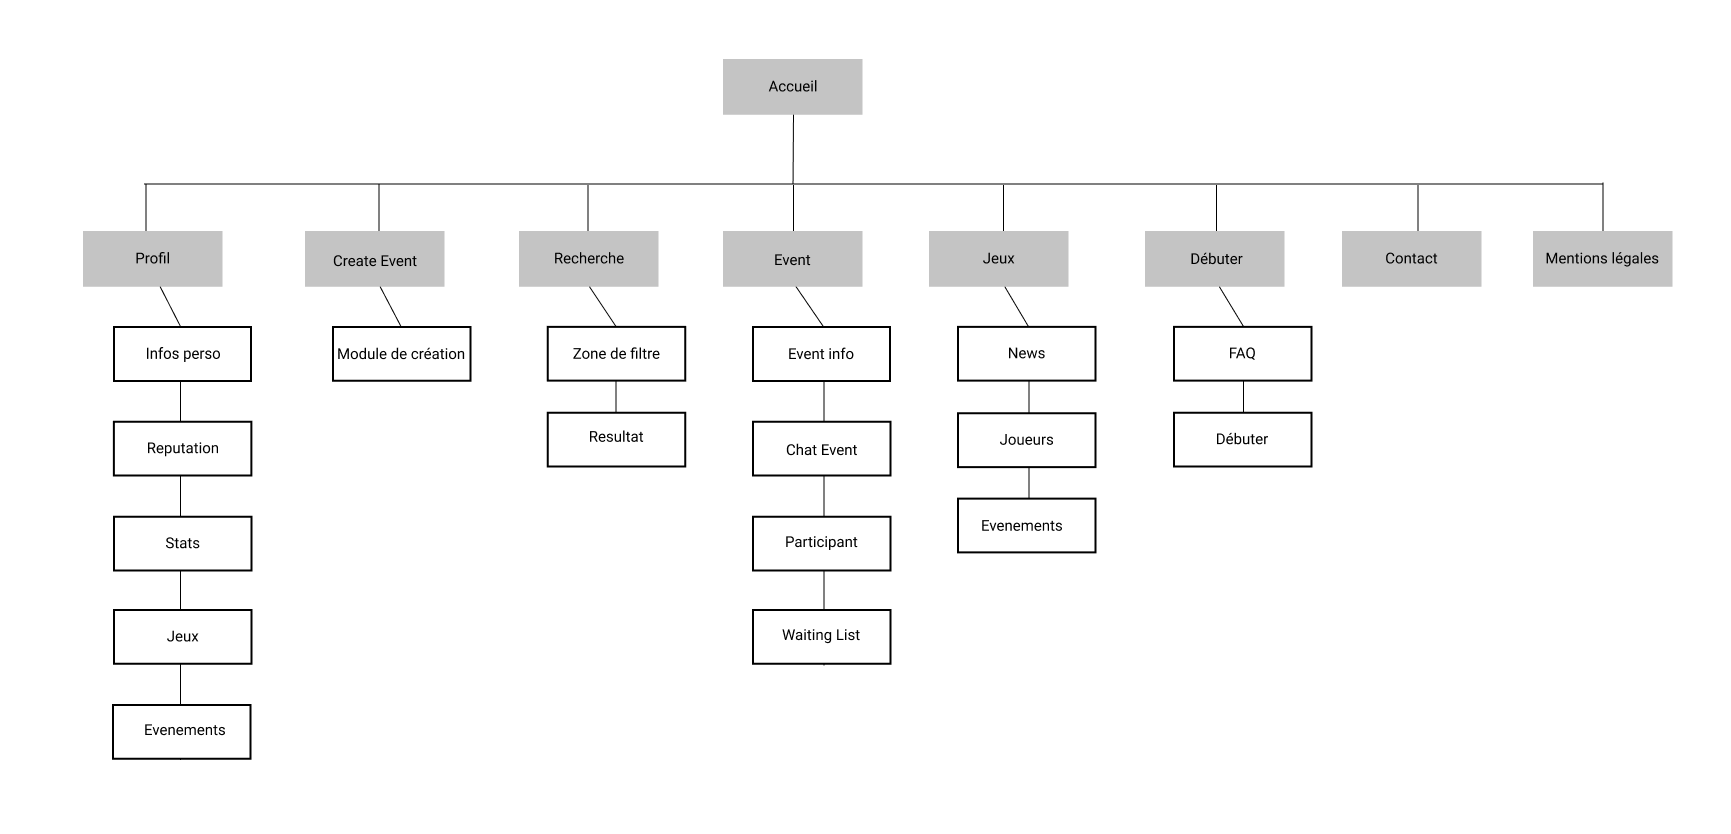 Accueil
Profil
Create Event
Recherche
Event
Jeux
Débuter
Contact
Mentions légales
Infos perso
Module de création
Zone de filtre
Event info
News
FAQ
Reputation
Resultat
Chat Event
Joueurs
Débuter
Stats
Participant
Evenements
Jeux
Waiting List
Evenements